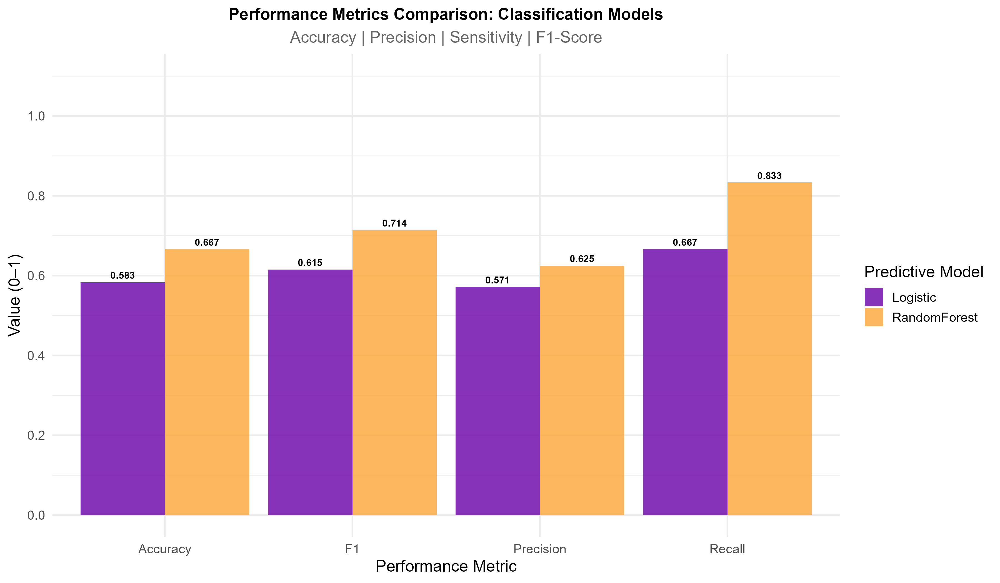 Performance Metrics Comparison: Classification Models
Accuracy | Precision | Sensitivity | F1-Score
Value (0–1)
1.0
0.8
0.6
0.4
0.2
0.0
0.583
0.667
0.615
0.714
0.571
0.625
0.667
0.833
Accuracy
F1
Precision
Recall
Performance Metric
Predictive Model
Logistic
RandomForest